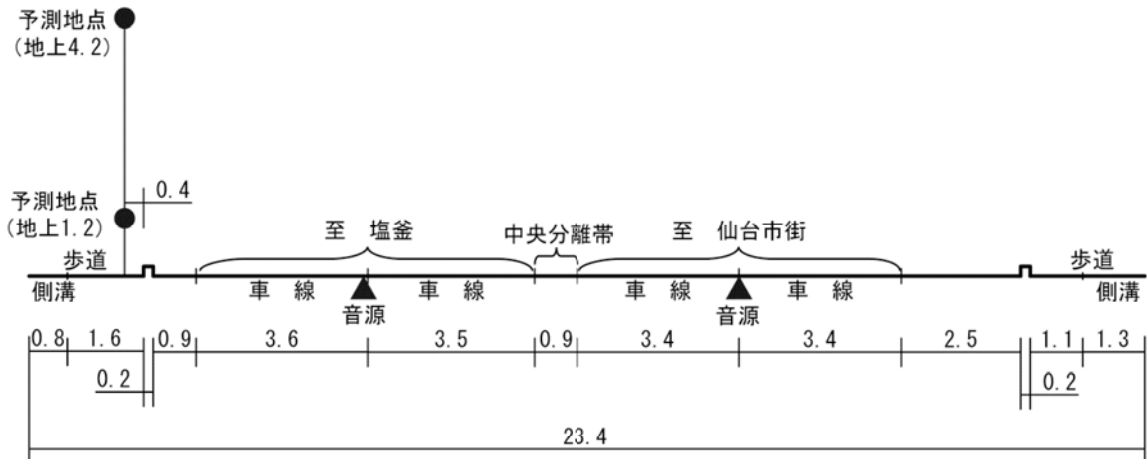 予測地点
(地上4.2)
0.4
予測地点
(地上1.2)
至 塩釜
中央分離帯
至 仙台市街
歩道
歩道
側溝
車 線
車 線
車 線
車 線
側溝
音源
音源
0.8
1.6
0.9
3.6
3.5
0.9
3.4
3.4
2.5
1.1
1.3
0.2
0.2
23.4